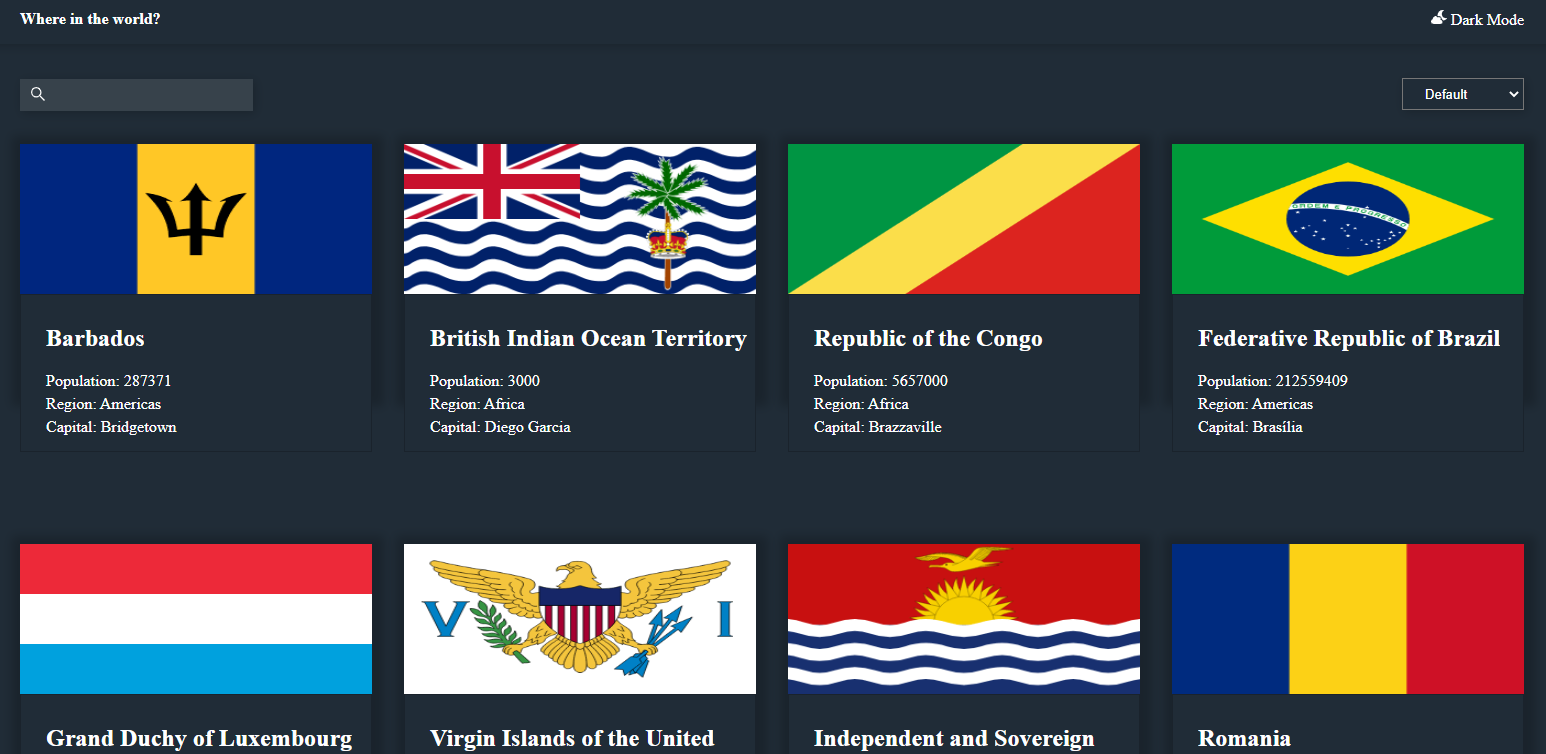 Where in the world?
Dark Mode
Default
ORDEM E PROGRESSO
Barbados
Population: 287371
Region: Americas
Capital: Bridgetown
British Indian Ocean Territory
Population: 3000
Region: Africa
Capital: Diego Garcia
Republic of the Congo
Population: 5657000
Region: Africa
Capital: Brazzaville
Federative Republic of Brazil
Population: 212559409
Region: Americas
Capital: Brasília
V I
Grand Duchy of Luxembourg
Virgin Islands of the United
Independent and Sovereign
Romania